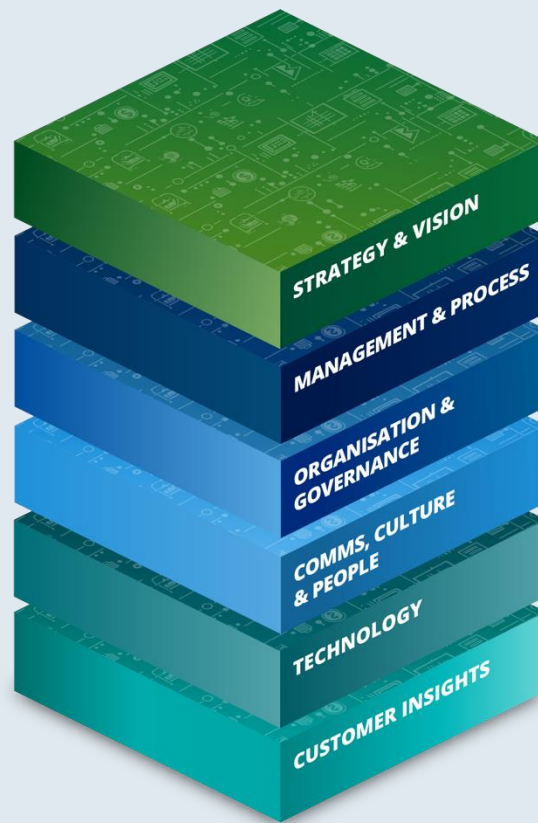 STRATEGY & VISION
MANAGEMENT & PROCESS
ORGANISATION &
GOVERNANCE
COMMS, CULTURE
& PEOPLE
TECHNOLOGY
CUSTOMER INSIGHTS